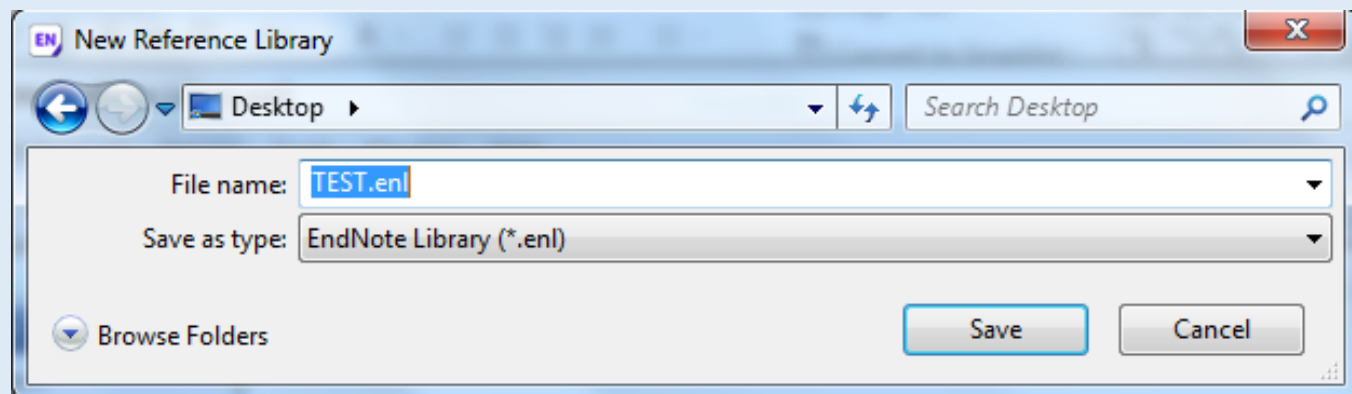 EN New Reference Library
Desktop
Search Desktop
File name: TEST.enl
Save as type: EndNote Library (*.enl)
Browse Folders
Save
Cancel